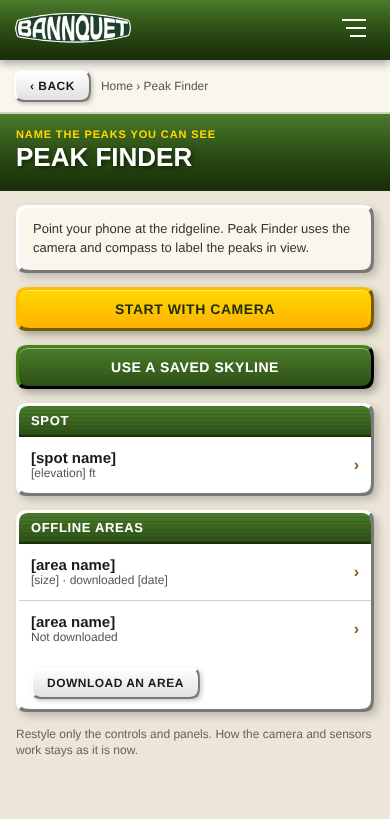 BANNQUET
‹ BACK Home › Peak Finder
NAME THE PEAKS YOU CAN SEE
PEAK FINDER
Point your phone at the ridgeline. Peak Finder uses the
camera and compass to label the peaks in view.
START WITH CAMERA
USE A SAVED SKYLINE
SPOT
[spot name]
[elevation] ft
›
OFFLINE AREAS
[area name]
[size] · downloaded [date]
›
[area name]
Not downloaded
›
DOWNLOAD AN AREA
Restyle only the controls and panels. How the camera and sensors
work stays as it is now.